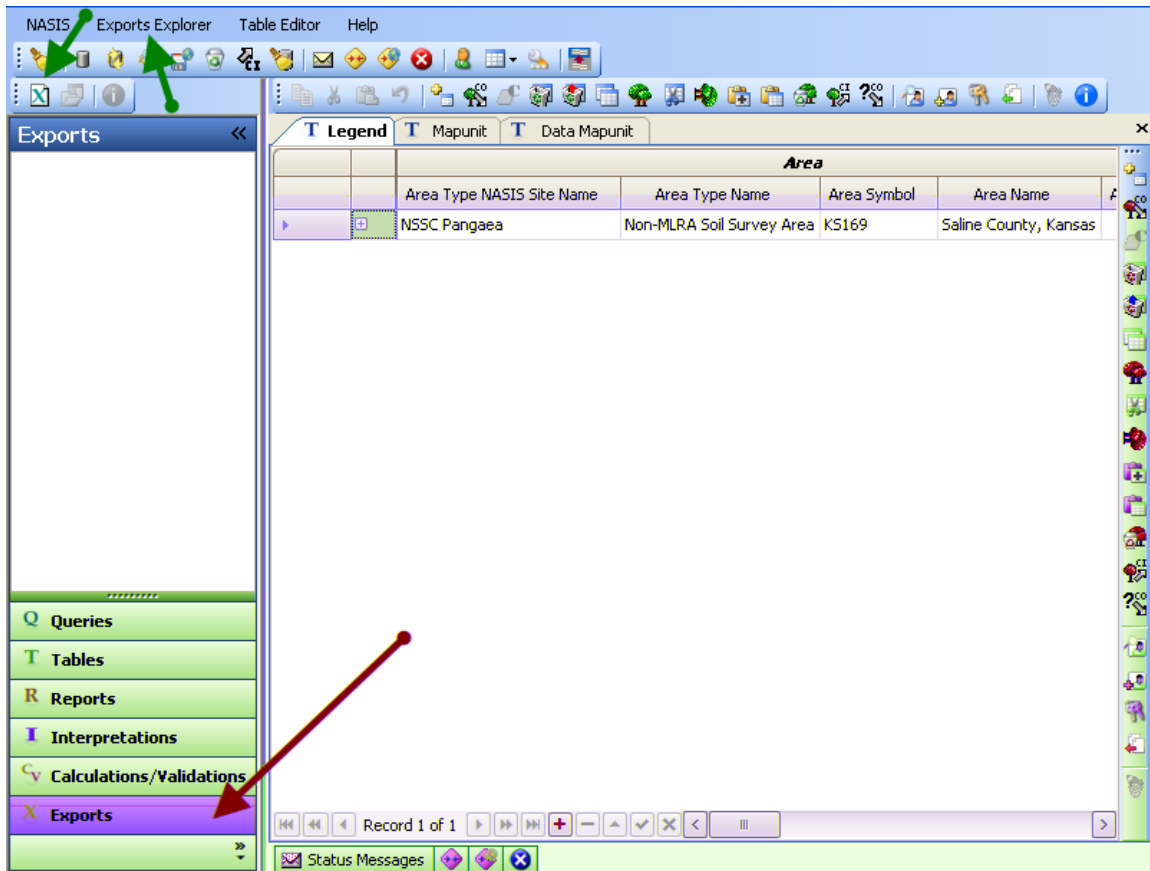 NASIS Exports Explorer Table Editor Help
Exports «
T Legend T Mapunit T Data Mapunit
Area
Area Type NASIS Site Name Area Type Name Area Symbol Area Name
NSSC Pangaea Non-MLRA Soil Survey Area KS169 Saline County, Kansas
Q Queries
T Tables
R Reports
I Interpretations
CV Calculations/Validations
X Exports
Record 1 of 1
Status Messages